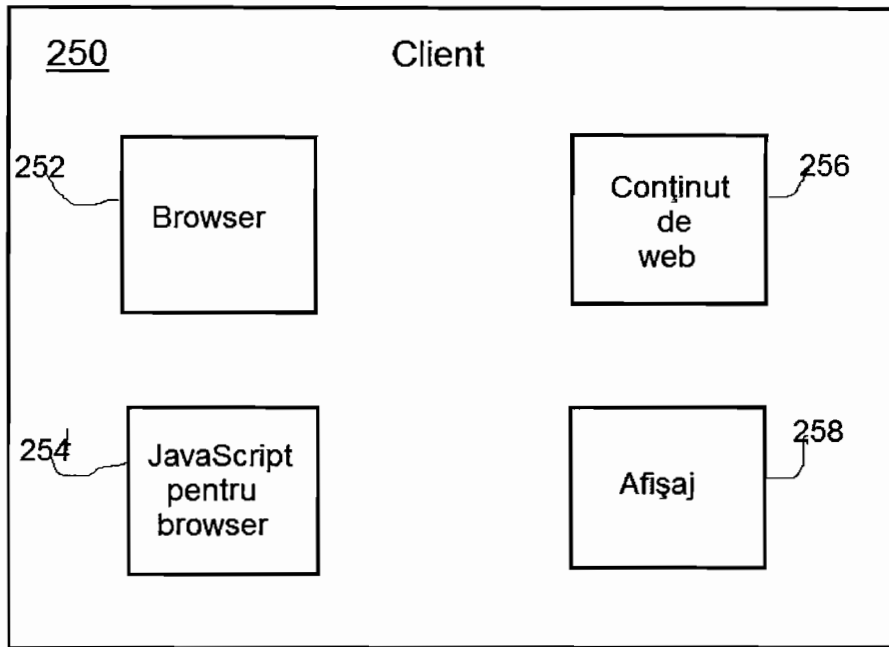 250
Client
252
Browser
Conţinut
de
web
256
254
JavaScript
pentru
browser
Afişaj
258